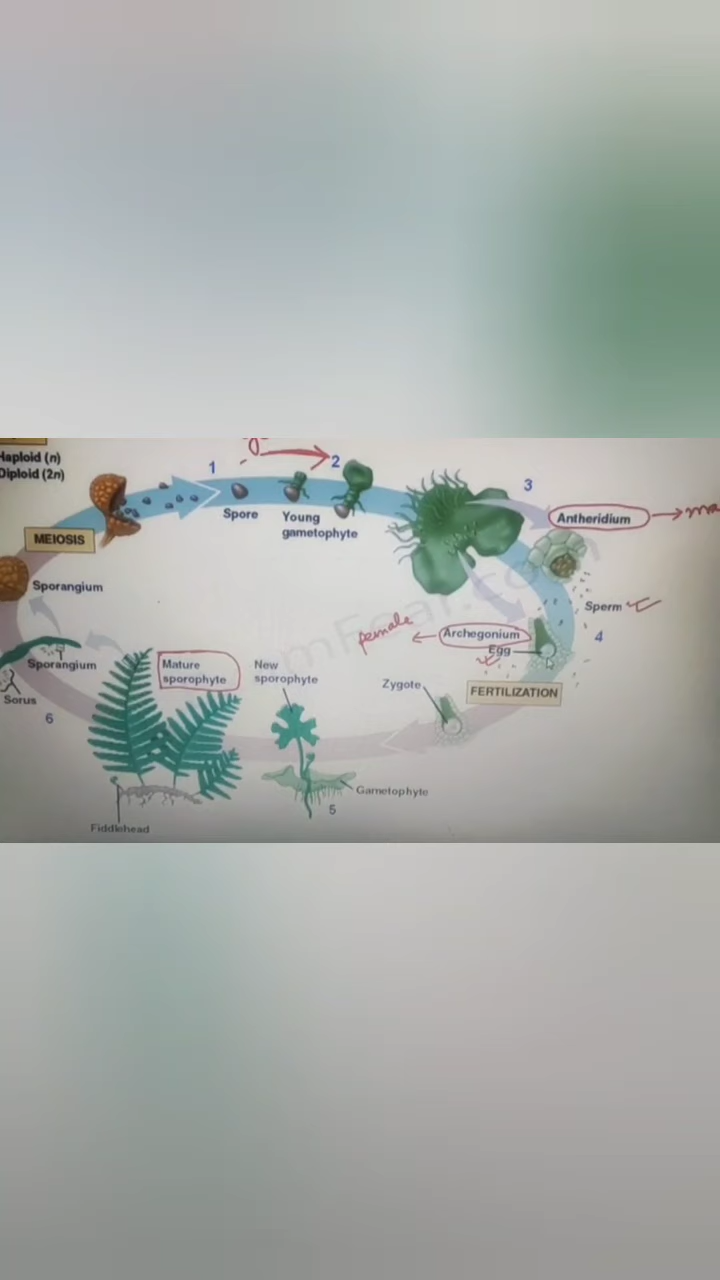 Haploid (n)
Diploid (2n)
MEIOSIS
1
2
3
Spore
Young
gametophyte
Antheridium
Sporangium
Sperm
4
female
Archegonium
Egg
Sporangium
Mature
sporophyte
New
sporophyte
Zygote
FERTILIZATION
Sorus
6
Gametophyte
5
Fiddlehead